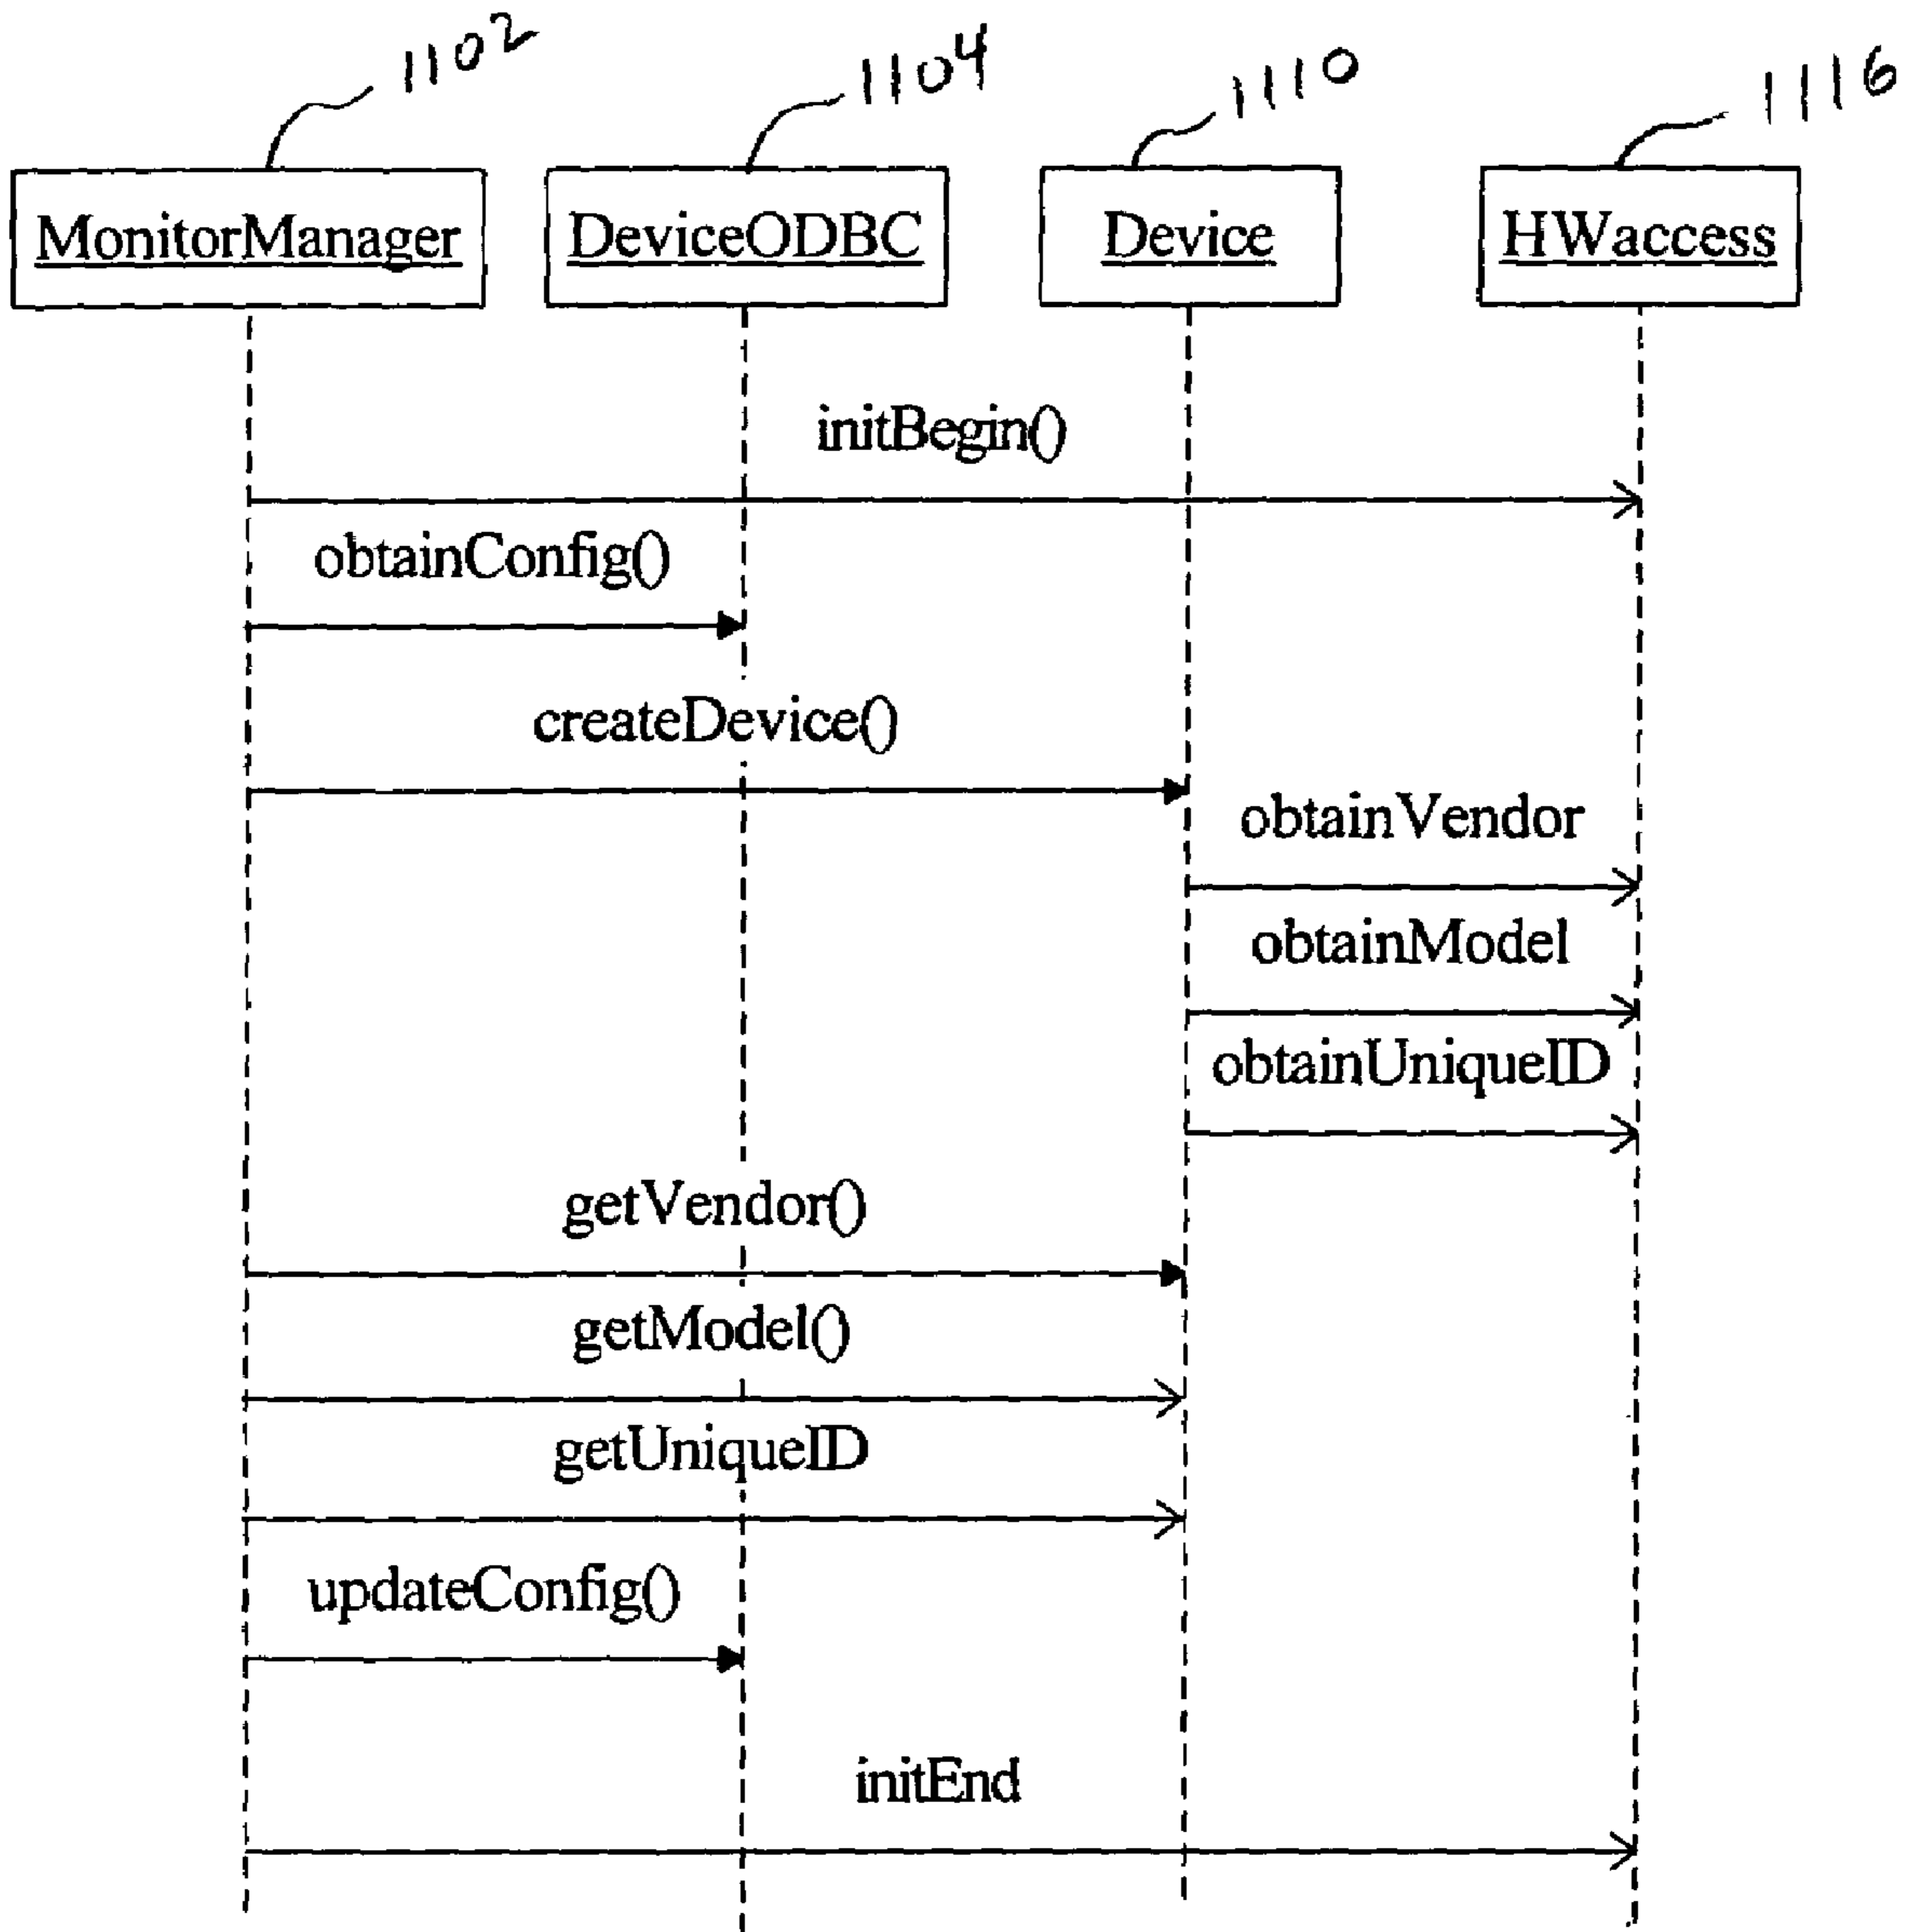 1102
1104
1110
1116
MonitorManager
DeviceODBC
Device
HWaccess
initBegin()
obtainConfig()
createDevice()
obtainVendor
obtainModel
obtainUniqueID
getVendor()
getModel()
getUniqueID
updateConfig()
initEnd